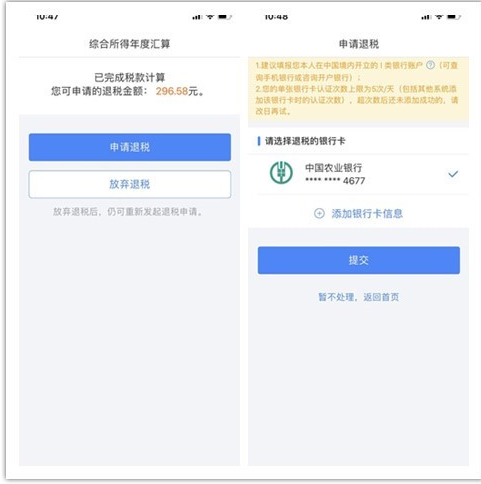 10:47
综合所得年度汇算
已完成税款计算
您可申请的退税金额： 296.58元。
申请退税
放弃退税
放弃退税后，仍可重新发起退税申请。
10:48
申请退税
1.建议填报您本人在中国境内开立的 I 类银行账户 ?（可查
询手机银行或咨询开户银行）；
2.您的单张银行卡认证次数上限为5次/天（包括其他系统添
加该银行卡时的认证次数），超次数后还未添加成功的，请
改日再试。
请选择退税的银行卡
中国农业银行
**** **** 4677
添加银行卡信息
提交
暂不处理，返回首页